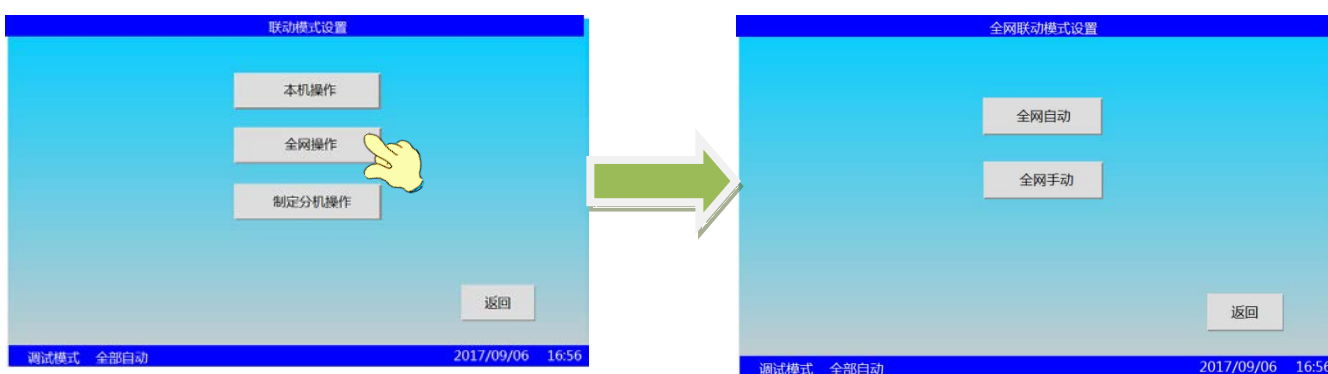 联动模式设置
本机操作
全网操作
制定分机操作
返回
调试模式 全部自动 2017/09/06 16:56
全网联动模式设置
全网自动
全网手动
返回
调试模式 全部自动 2017/09/06 16:56